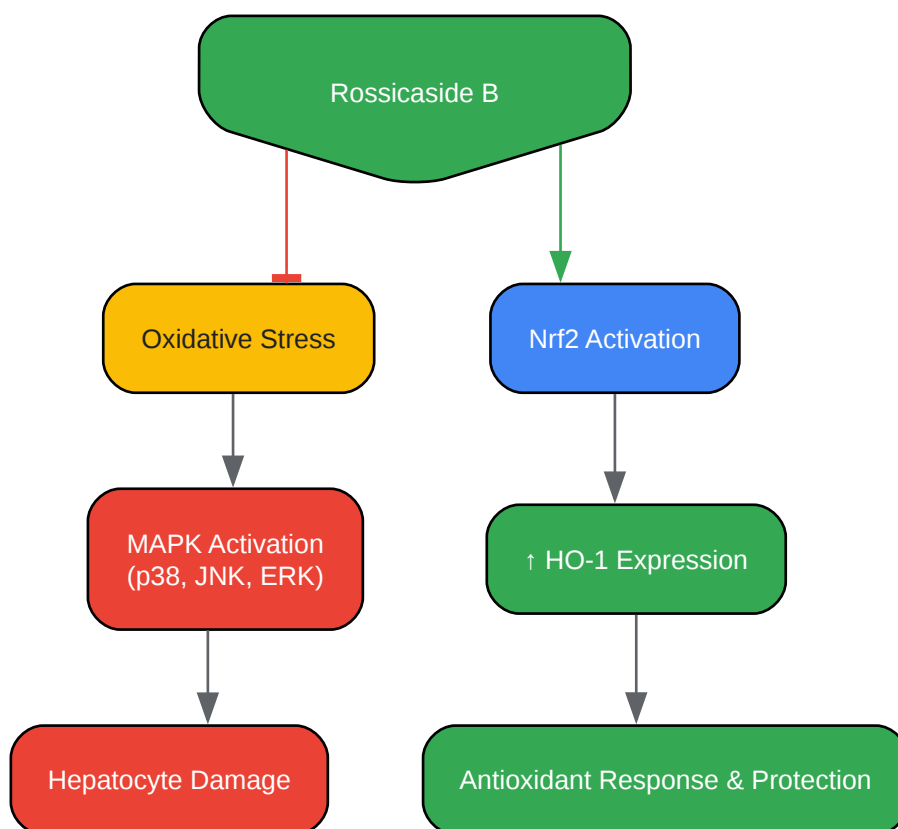 Rossicaside B
Oxidative Stress
Nrf2 Activation
MAPK Activation
(p38, JNK, ERK)
↑ HO-1 Expression
Hepatocyte Damage
Antioxidant Response & Protection